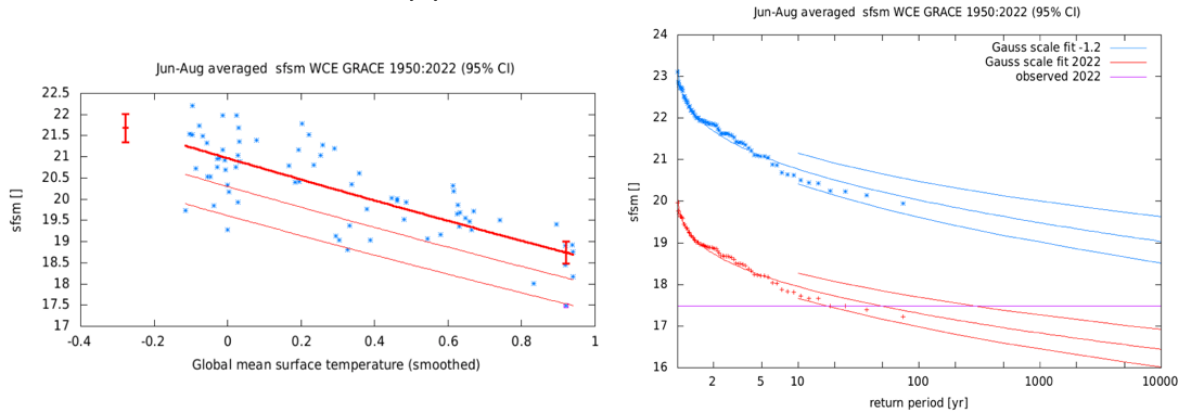 Jun-Aug averaged sfsm WCE GRACE 1950:2022 (95% CI)
22.5
22
21.5
21
20.5
20
19.5
19
18.5
18
17.5
17
sfsm []
-0.4 -0.2 0 0.2 0.4 0.6 0.8 1
Global mean surface temperature (smoothed)
Jun-Aug averaged sfsm WCE GRACE 1950:2022 (95% CI)
Gauss scale fit -1.2
Gauss scale fit 2022
observed 2022
24
23
22
21
20
19
18
17
16
sfsm []
2 5 10 100 1000 10000
return period [yr]